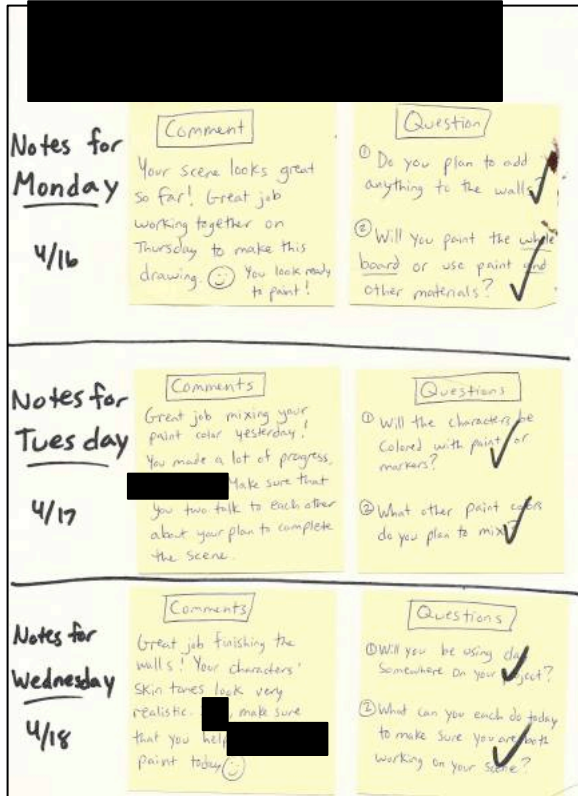 Notes for
Monday
4/16
Comment
Your scene looks great
so far! Great job
working together on
Thursday to make this
drawing. You look ready
to paint!
Question
① Do you plan to add
anything to the walls?
② Will you paint the whole
board or use paint and
other materials?
Notes for
Tuesday
4/17
Comments
Great job mixing your
paint color yesterday!
You made a lot of progress,
Make sure that
you two talk to each other
about your plan to complete
the scene.
Questions
① Will the characters be
Colored with paint or
markers?
② What other paint colors
do you plan to mix?
Notes for
Wednesday
4/18
Comments
Great job finishing the
walls! Your characters'
skin tones look very
realistic. , make sure
that you help
paint today
Questions
① Will you be using clay
Somewhere on your project?
② What can you each do today
to make sure you are both
working on your scene?